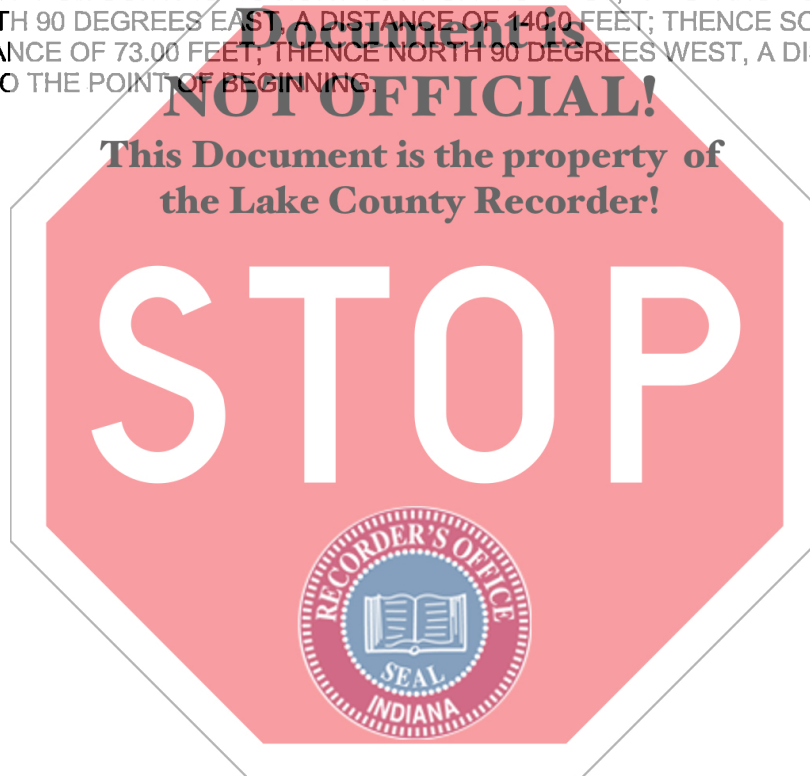 TH 90 DEGREES EAST, A DISTANCE OF 140.0 FEET; THENCE SO
Document is
ANCE OF 73.00 FEET; THENCE NORTH 90 DEGREES WEST, A DI
O THE POINT OF BEGINNING.
NOT OFFICIAL!
This Document is the property of
the Lake County Recorder!
STOP
RECORDER'S OFFICE
SEAL
INDIANA